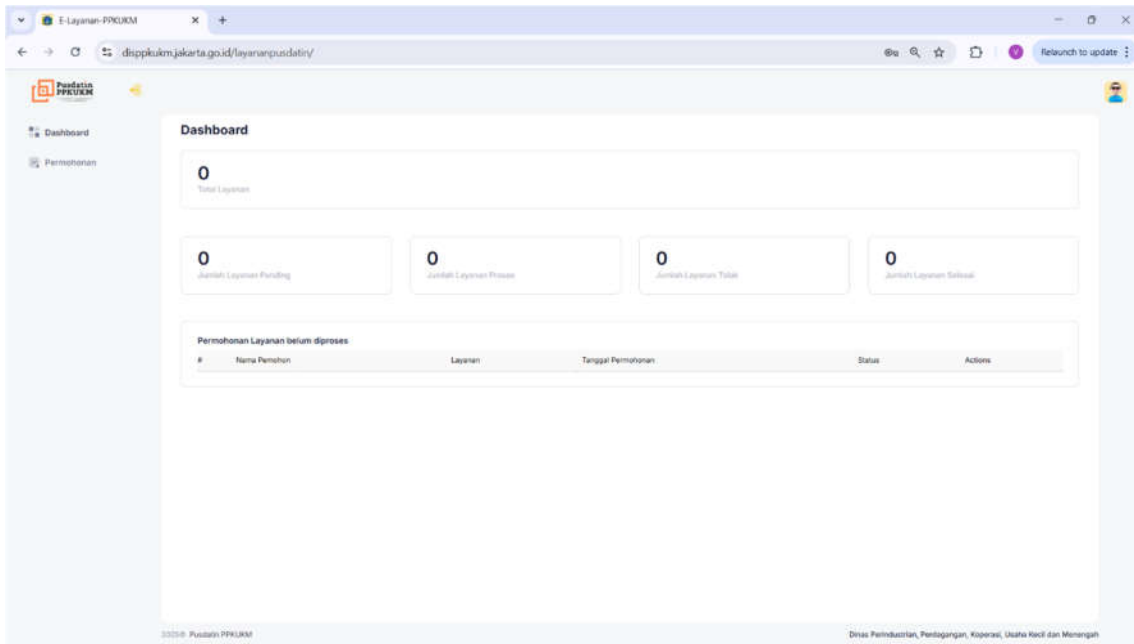 E-Layanan-PPKUKM
disppkukm.jakarta.go.id/layananpusdatin/
V
Relaunch to update
Pusdatin
PPKUKM
Dashboard
Permohonan
Dashboard
0
Total Layanan
0
Jumlah Layanan Pending
0
Jumlah Layanan Proses
0
Jumlah Layanan Tolak
0
Jumlah Layanan Selesai
Permohonan Layanan belum diproses
# Nama Pemohon Layanan Tanggal Permohonan Status Actions
Pusdatin PPKUKM
Dinas Perindustrian, Perdagangan, Koperasi, Usaha Kecil dan Menengah